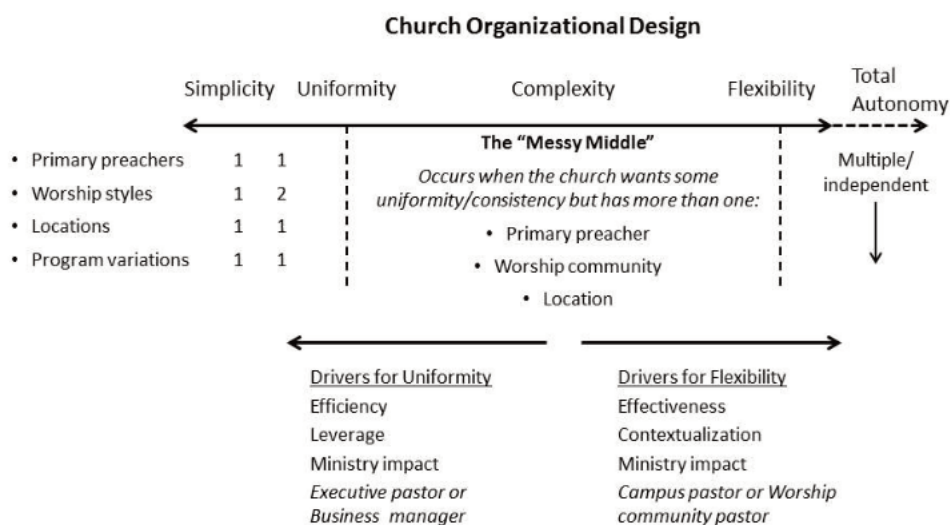 Church Organizational Design
Simplicity Uniformity Complexity Flexibility Total Autonomy
The “Messy Middle”
• Primary preachers 1 1
• Worship styles 1 2
• Locations 1 1
• Program variations 1 1
Occurs when the church wants some
uniformity/consistency but has more than one:
• Primary preacher
• Worship community
• Location
Multiple/
independent
Drivers for Uniformity
Efficiency
Leverage
Ministry impact
Executive pastor or
Business manager
Drivers for Flexibility
Effectiveness
Contextualization
Ministry impact
Campus pastor or Worship
community pastor